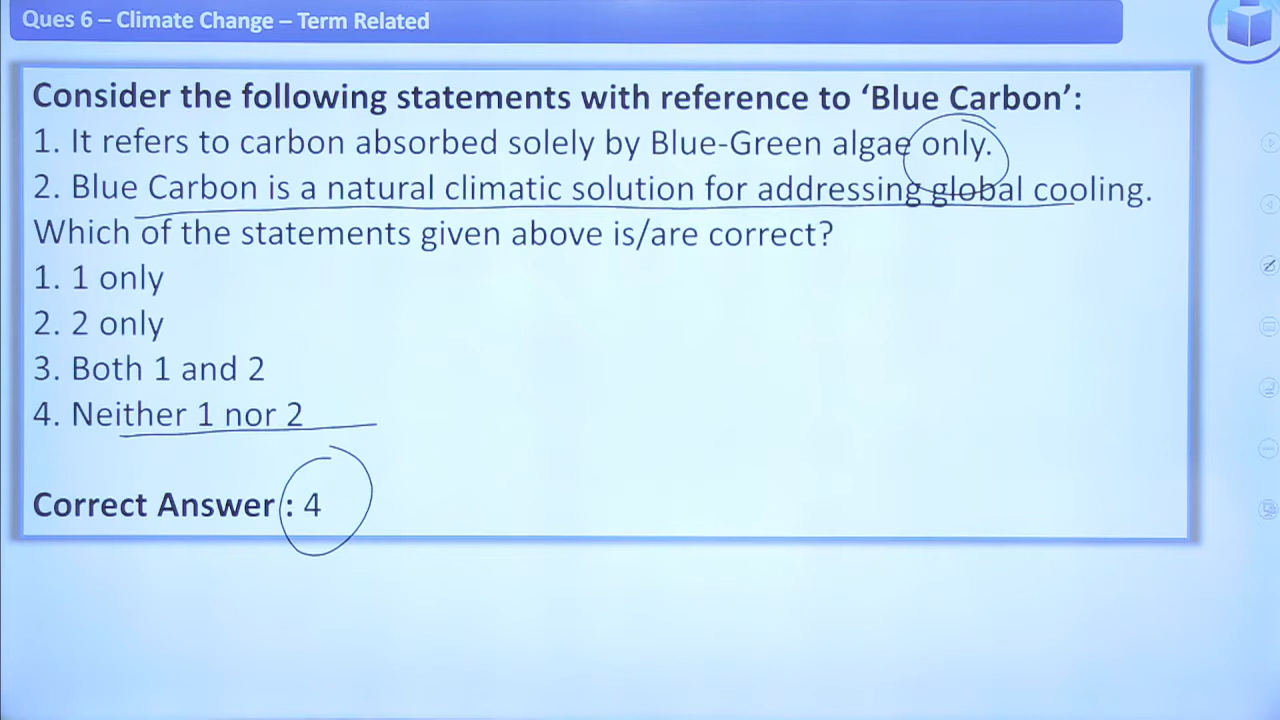 Ques 6 – Climate Change – Term Related
Consider the following statements with reference to ‘Blue Carbon’:
1. It refers to carbon absorbed solely by Blue-Green algae only.
2. Blue Carbon is a natural climatic solution for addressing global cooling.
Which of the statements given above is/are correct?
1. 1 only
2. 2 only
3. Both 1 and 2
4. Neither 1 nor 2
Correct Answer : 4